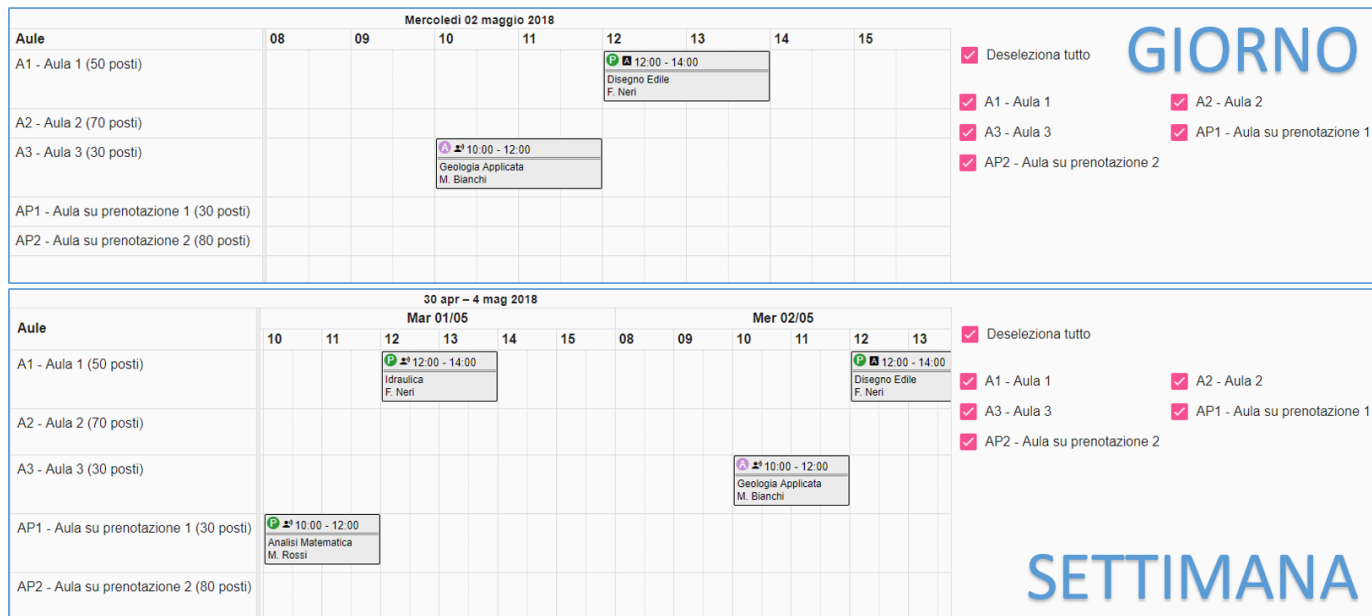 Mercoledì 02 maggio 2018
Aule 08 09 10 11 12 13 14 15
A1 - Aula 1 (50 posti)
P A 12:00 - 14:00
Disegno Edile
F. Neri
A2 - Aula 2 (70 posti)
A3 - Aula 3 (30 posti)
A 10:00 - 12:00
Geologia Applicata
M. Bianchi
AP1 - Aula su prenotazione 1 (30 posti)
AP2 - Aula su prenotazione 2 (80 posti)
GIORNO
Deseleziona tutto
A1 - Aula 1 A2 - Aula 2
A3 - Aula 3 AP1 - Aula su prenotazione 1
AP2 - Aula su prenotazione 2
30 apr – 4 mag 2018
Aule
Mar 01/05 Mer 02/05
10 11 12 13 14 15 08 09 10 11 12 13
A1 - Aula 1 (50 posti)
P 12:00 - 14:00
Idraulica
F. Neri
P A 12:00 - 14:00
Disegno Edile
F. Neri
A2 - Aula 2 (70 posti)
A3 - Aula 3 (30 posti)
A 10:00 - 12:00
Geologia Applicata
M. Bianchi
AP1 - Aula su prenotazione 1 (30 posti)
P 10:00 - 12:00
Analisi Matematica
M. Rossi
AP2 - Aula su prenotazione 2 (80 posti)
Deseleziona tutto
A1 - Aula 1 A2 - Aula 2
A3 - Aula 3 AP1 - Aula su prenotazione 1
AP2 - Aula su prenotazione 2
SETTIMANA